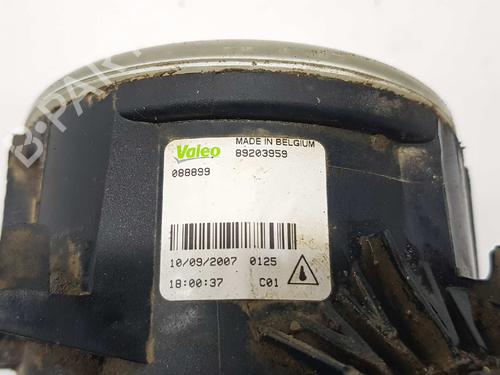 B-PARTS
Valeo MADE IN BELGIUM
89203959
088899
10/09/2007 0125
18:00:37 C01